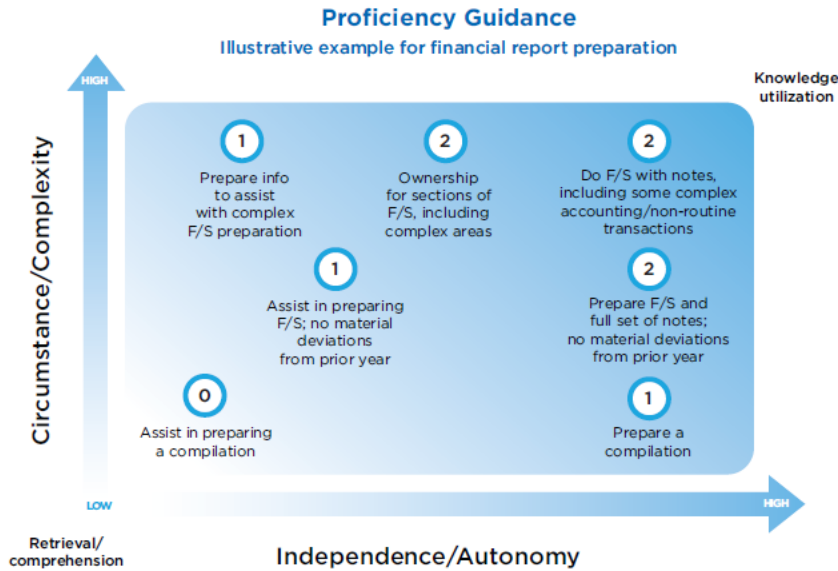 Proficiency Guidance
Illustrative example for financial report preparation
HIGH
Knowledge
utilization
Circumstance/Complexity
1
Prepare info
to assist
with complex
F/S preparation
2
Ownership
for sections of
F/S, including
complex areas
2
Do F/S with notes,
including some complex
accounting/non-routine
transactions
1
Assist in preparing
F/S; no material
deviations
from prior year
2
Prepare F/S and
full set of notes;
no material deviations
from prior year
0
Assist in preparing
a compilation
1
Prepare a
compilation
LOW
HIGH
Retrieval/
comprehension
Independence/Autonomy